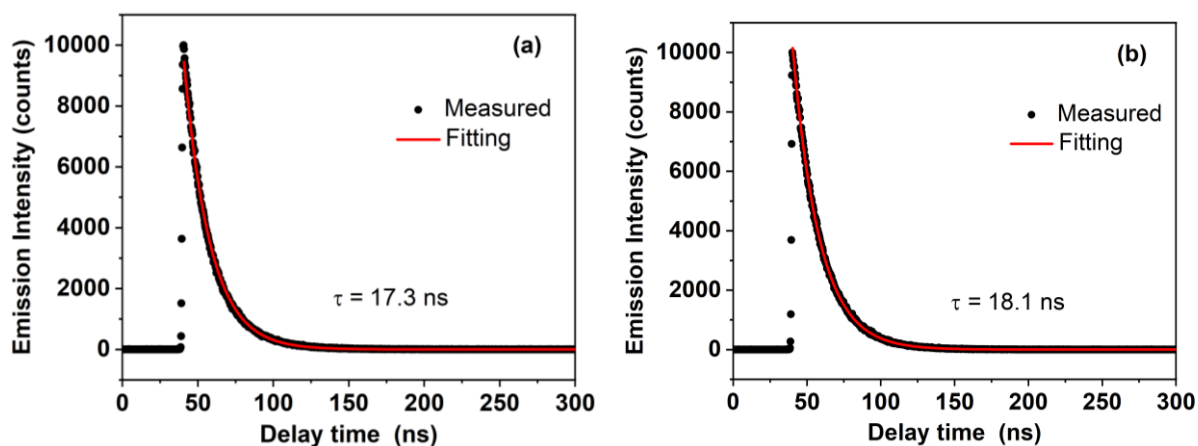 (a)
10000
8000
6000
4000
2000
0
Emission Intensity (counts)
Measured
Fitting
τ = 17.3 ns
0 50 100 150 200 250 300
Delay time (ns)
(b)
10000
8000
6000
4000
2000
0
Emission Intensity (counts)
Measured
Fitting
τ = 18.1 ns
0 50 100 150 200 250 300
Delay time (ns)